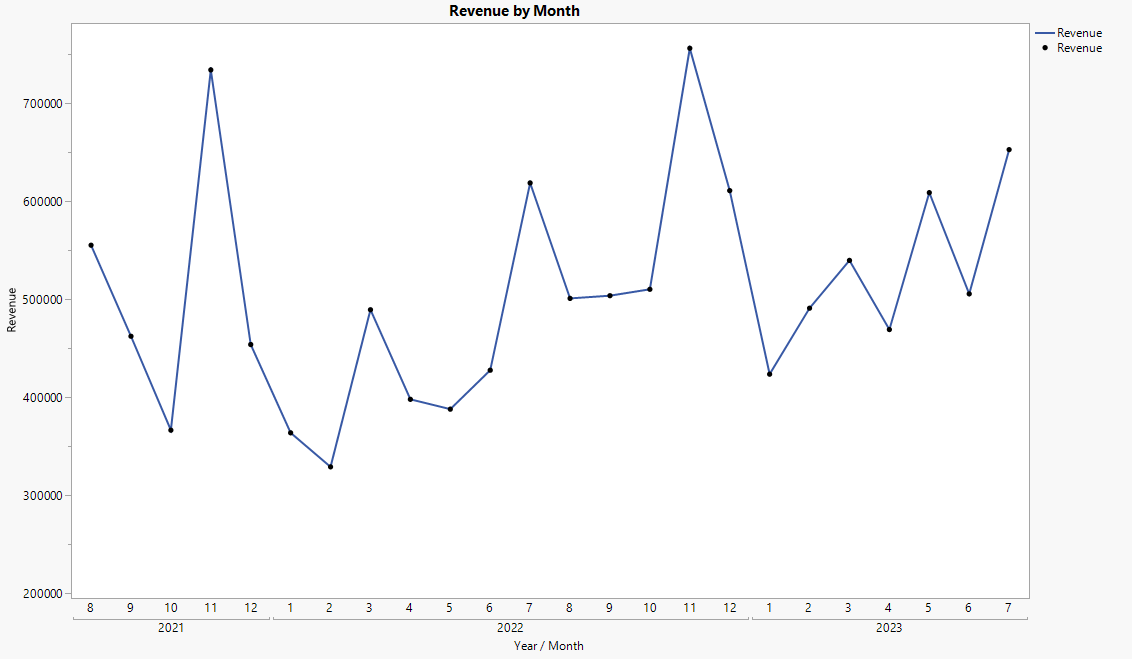 Revenue by Month
Revenue
Revenue
700000
600000
500000
400000
300000
200000
Revenue
8 9 10 11 12 1 2 3 4 5 6 7 8 9 10 11 12 1 2 3 4 5 6 7
2021 2022 2023
Year / Month